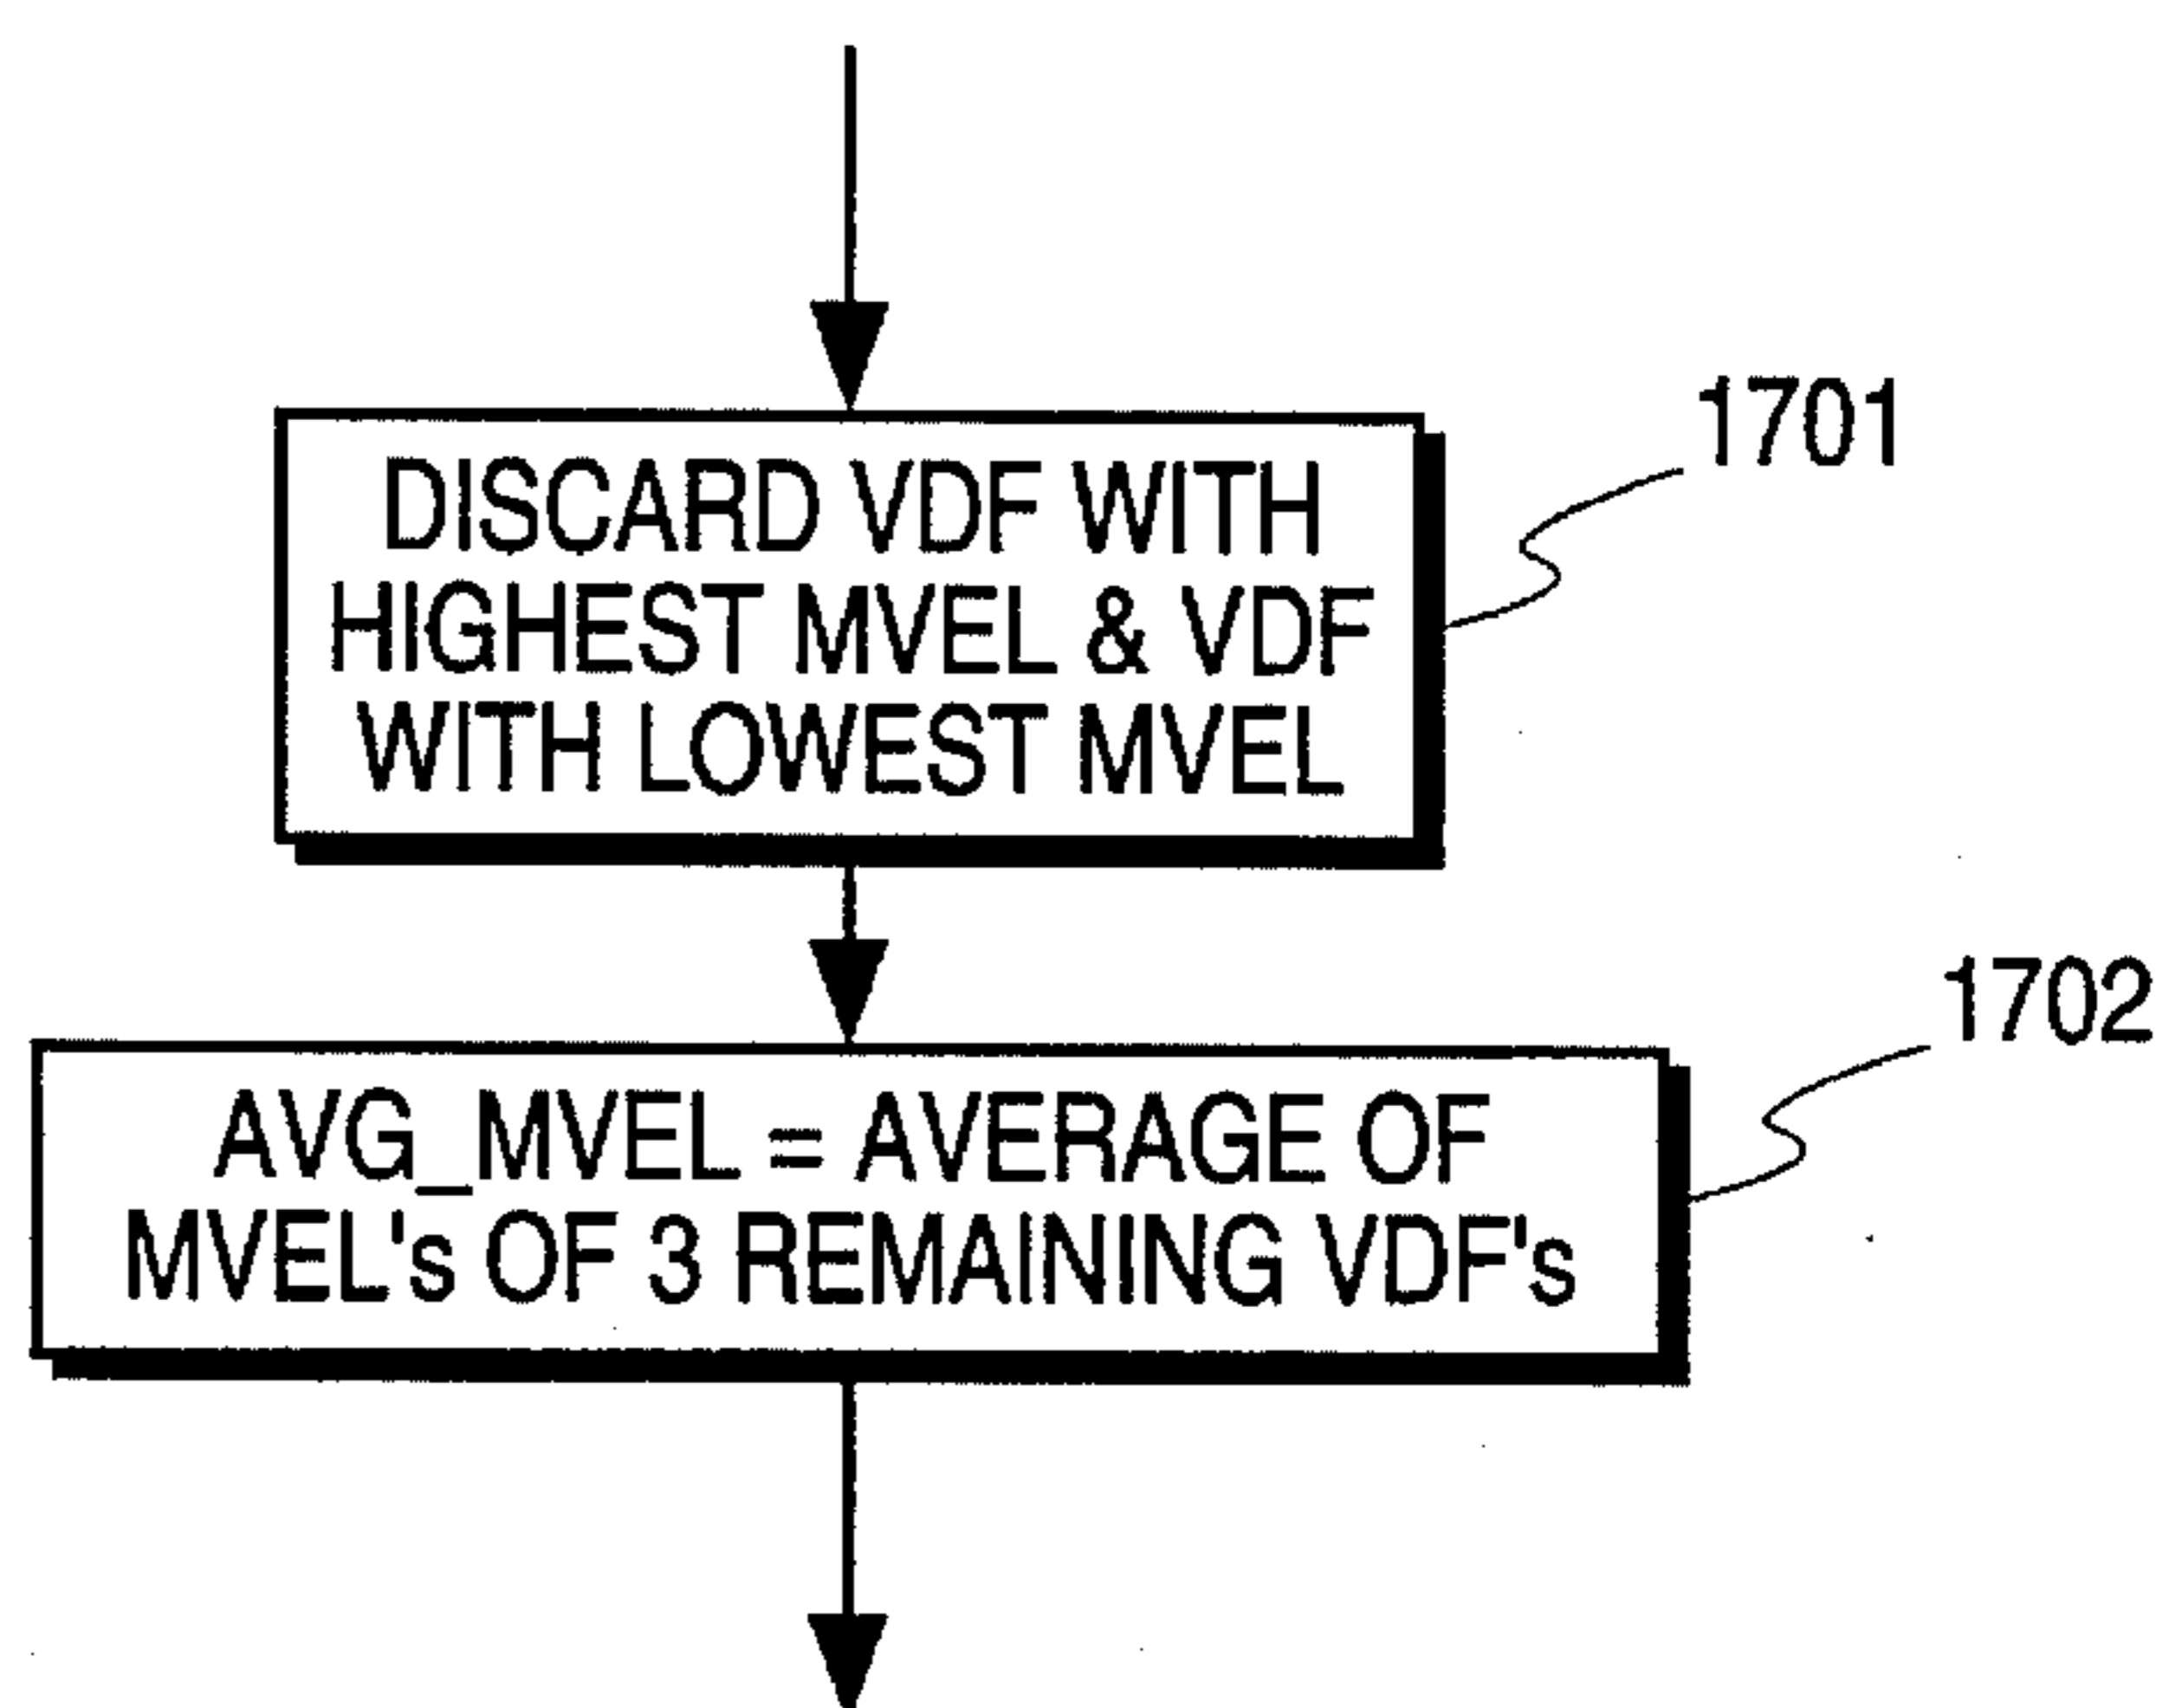 1701
DISCARD VDF WITH
HIGHEST MVEL & VDF
WITH LOWEST MVEL
1702
AVG_MVEL = AVERAGE OF
MVEL's OF 3 REMAINING VDF's